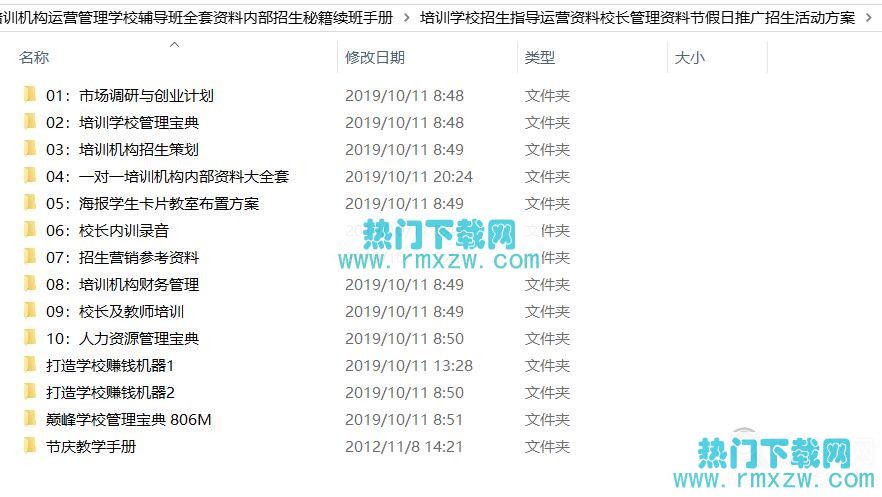 培训机构运营管理学校辅导班全套资料内部招生秘籍续班手册 > 培训学校招生指导运营资料校长管理资料节假日推广招生活动方案 >
名称 修改日期 类型 大小
01：市场调研与创业计划 2019/10/11 8:48 文件夹
02：培训学校管理宝典 2019/10/11 8:48 文件夹
03：培训机构招生策划 2019/10/11 8:49 文件夹
04：一对一培训机构内部资料大全套 2019/10/11 20:24 文件夹
05：海报学生卡片教室布置方案 2019/10/11 8:49 文件夹
06：校长内训录音 文件夹
热门下载网
07：招生营销参考资料 件夹
www.rmxzw.com
08：培训机构财务管理 2019/10/11 8:49 文件夹
09：校长及教师培训 2019/10/11 8:49 文件夹
10：人力资源管理宝典 2019/10/11 8:50 文件夹
打造学校赚钱机器1 2019/10/11 13:28 文件夹
打造学校赚钱机器2 2019/10/11 8:50 文件夹
巅峰学校管理宝典 806M 2019/10/11 8:51 文件夹
节庆教学手册 2012/11/8 14:21 文件夹
热门下载网
www.rmxzw.com